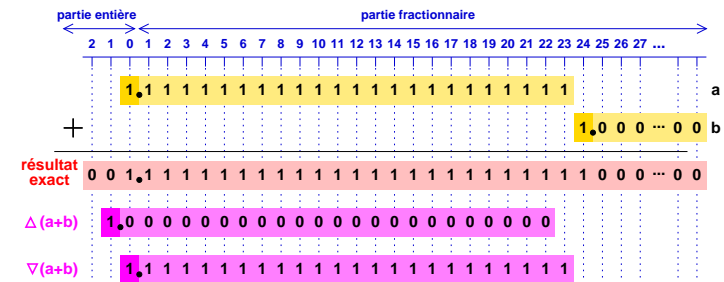 partie entière partie fractionnaire
2 1 0 1 2 3 4 5 6 7 8 9 10 11 12 13 14 15 16 17 18 19 20 21 22 23 24 25 26 27 ...
1 . 1 1 1 1 1 1 1 1 1 1 1 1 1 1 1 1 1 1 1 1 1 1 1 a
+ 1 . 0 0 0 ... 0 0 b
résultat
exact 0 0 1 . 1 1 1 1 1 1 1 1 1 1 1 1 1 1 1 1 1 1 1 1 1 1 1 1 0 0 0 ... 0 0
△(a+b) 1 . 0 0 0 0 0 0 0 0 0 0 0 0 0 0 0 0 0 0 0 0 0 0 0
▽(a+b) 1 . 1 1 1 1 1 1 1 1 1 1 1 1 1 1 1 1 1 1 1 1 1 1 1